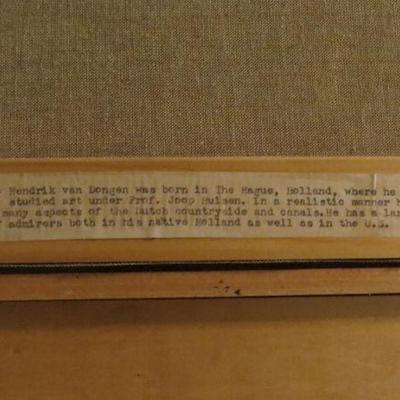 Hendrik van Dongen was born in The Hague, Holland, where he
studied art under Prof. Joop Huisen. In a realistic manner
many aspects of the Dutch countryside and canals.He has a
admirers both in his native Holland as well as in the U.S.